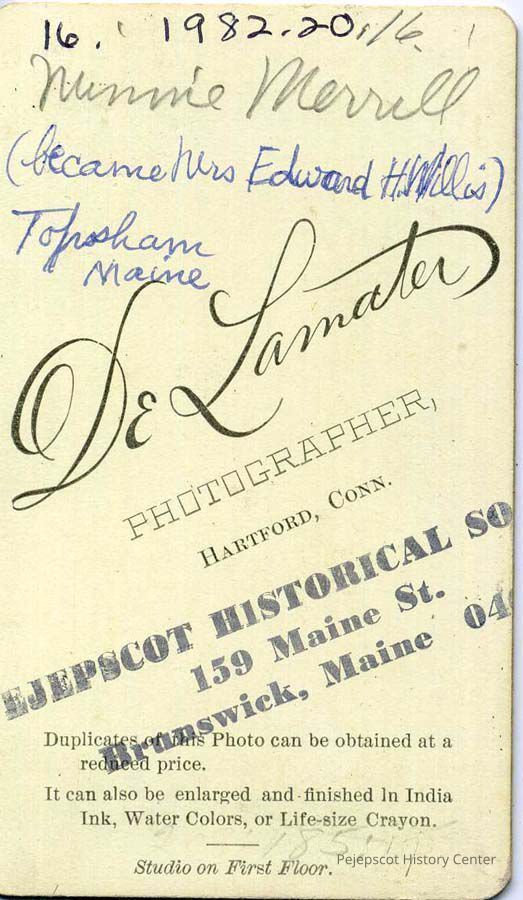 16. 1982.20.16.
Minnie Merrill
(became Mrs Edward H. Willis)
Topsham
Maine
De Lamater
PHOTOGRAPHER,
HARTFORD, CONN.
EJEPSCOT HISTORICAL SO
159 Maine St.
Brunswick, Maine 04
Duplicates of this Photo can be obtained at a
reduced price.
It can also be enlarged and finished in India
Ink, Water Colors, or Life-size Crayon.
Studio on First Floor.
Pejepscot History Center